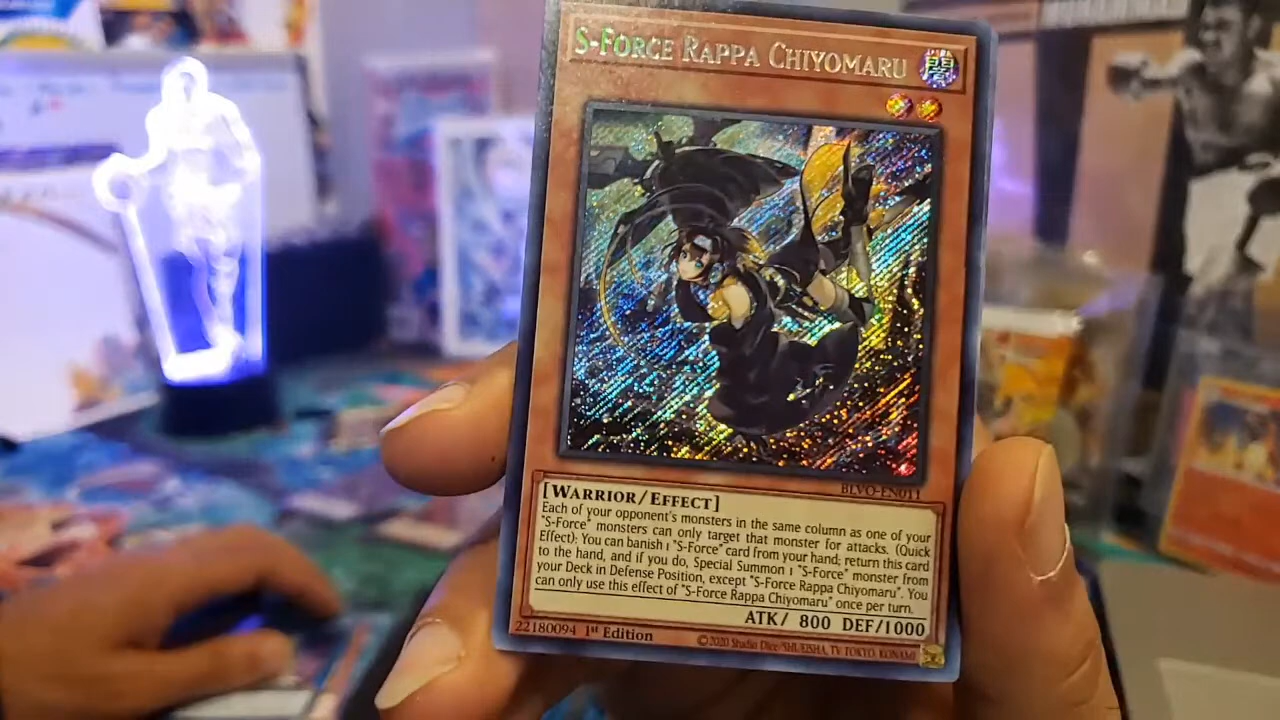 S-Force Rappa Chiyomaru
闇
BLVO-EN011
[Warrior/Effect]
Each of your opponent's monsters in the same column as one of your
"S-Force" monsters can only target that monster for attacks. (Quick
Effect): You can banish 1 "S-Force" card from your hand; return this card
to the hand, and if you do, Special Summon 1 "S-Force" monster from
your Deck in Defense Position, except "S-Force Rappa Chiyomaru". You
can only use this effect of "S-Force Rappa Chiyomaru" once per turn.
ATK/ 800 DEF/1000
22180094 1st Edition
©2020 Studio Dice/SHUEISHA, TV TOKYO, KONAMI